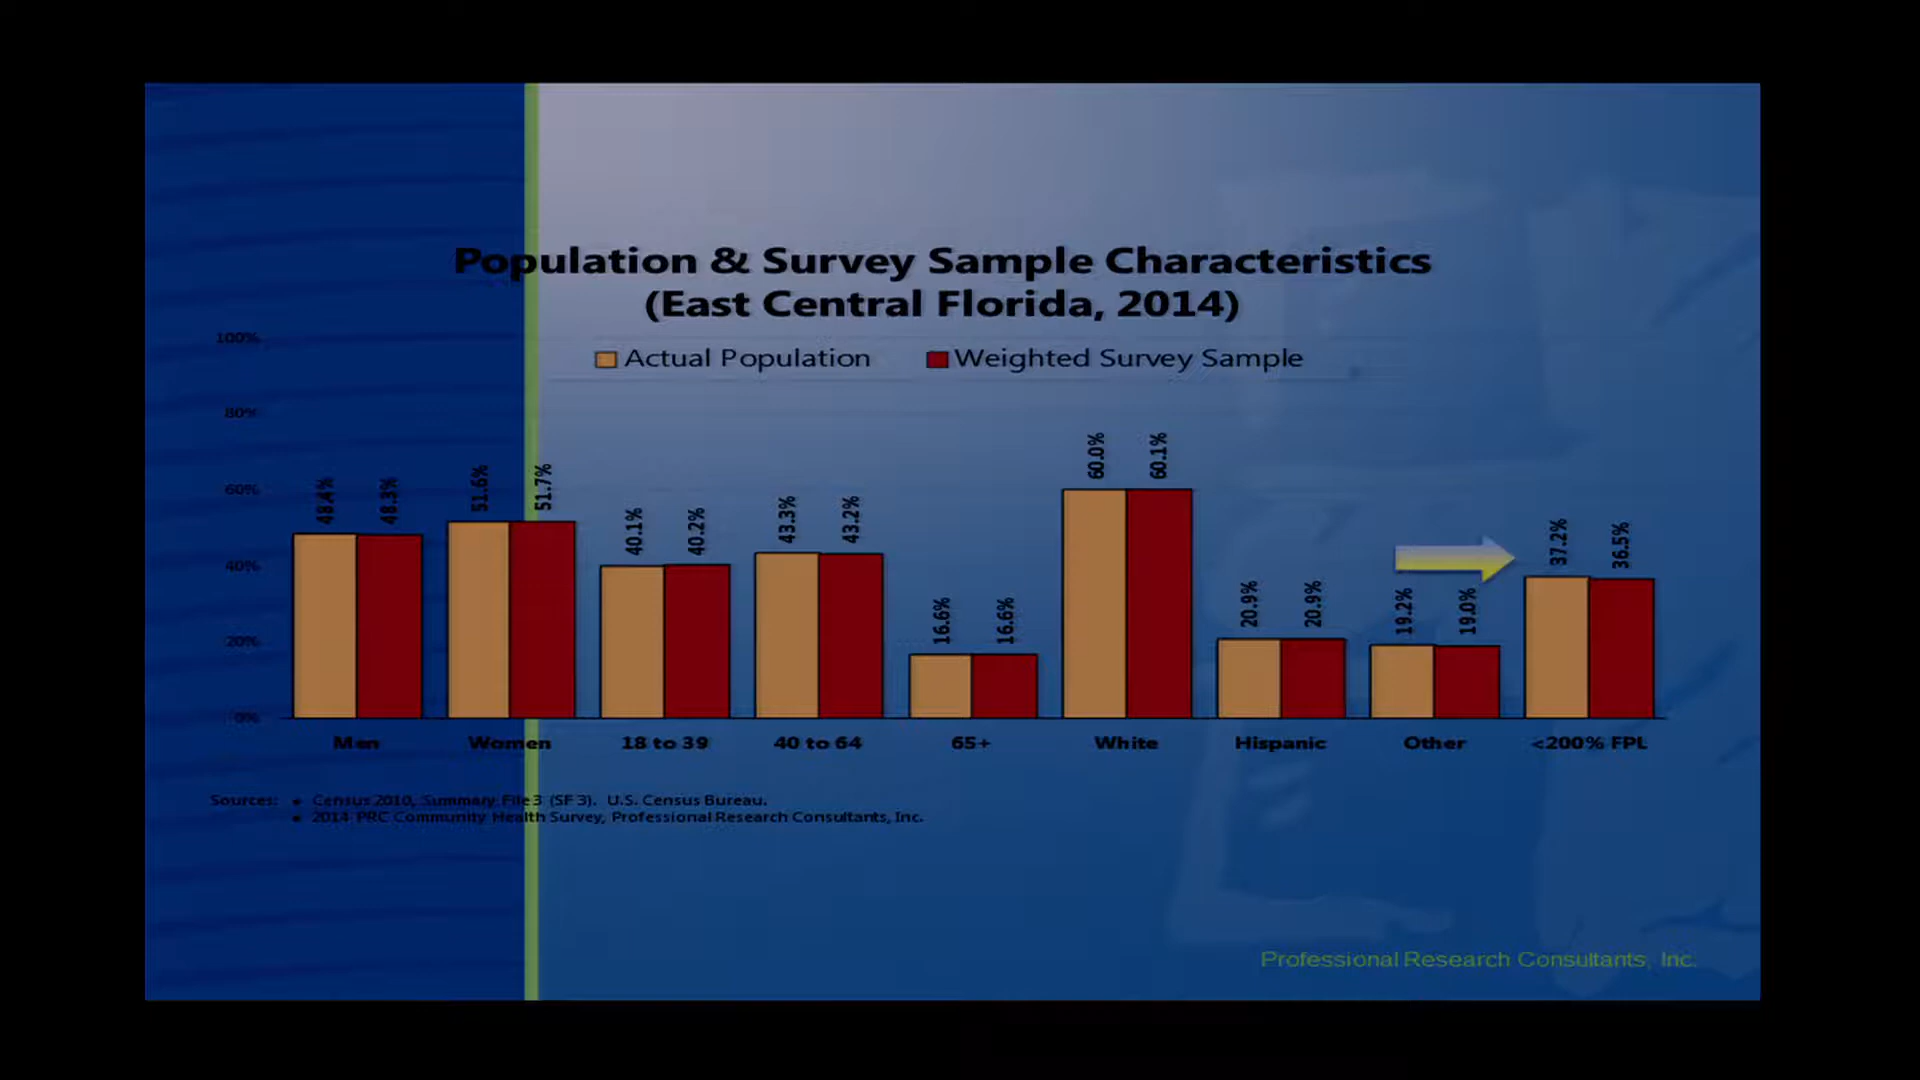 Population & Survey Sample Characteristics
(East Central Florida, 2014)
Actual Population Weighted Survey Sample
100%
80%
60%
40%
20%
0%
48.4% 48.3% 51.6% 51.7% 40.1% 40.2% 43.3% 43.2% 16.6% 16.6% 60.0% 60.1% 20.9% 20.9% 19.2% 19.0% 37.2% 36.5%
Men Women 18 to 39 40 to 64 65+ White Hispanic Other <200% FPL
Sources: • Census 2010, Summary File 3 (SF 3). U.S. Census Bureau.
• 2014 PRC Community Health Survey, Professional Research Consultants, Inc.
Professional Research Consultants, Inc.